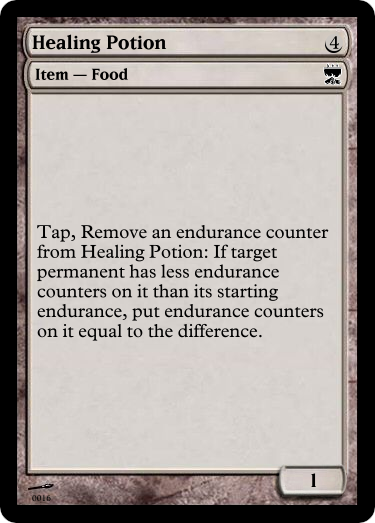 Healing Potion 4
Item — Food
Tap, Remove an endurance counter
from Healing Potion: If target
permanent has less endurance
counters on it than its starting
endurance, put endurance counters
on it equal to the difference.
1
0016